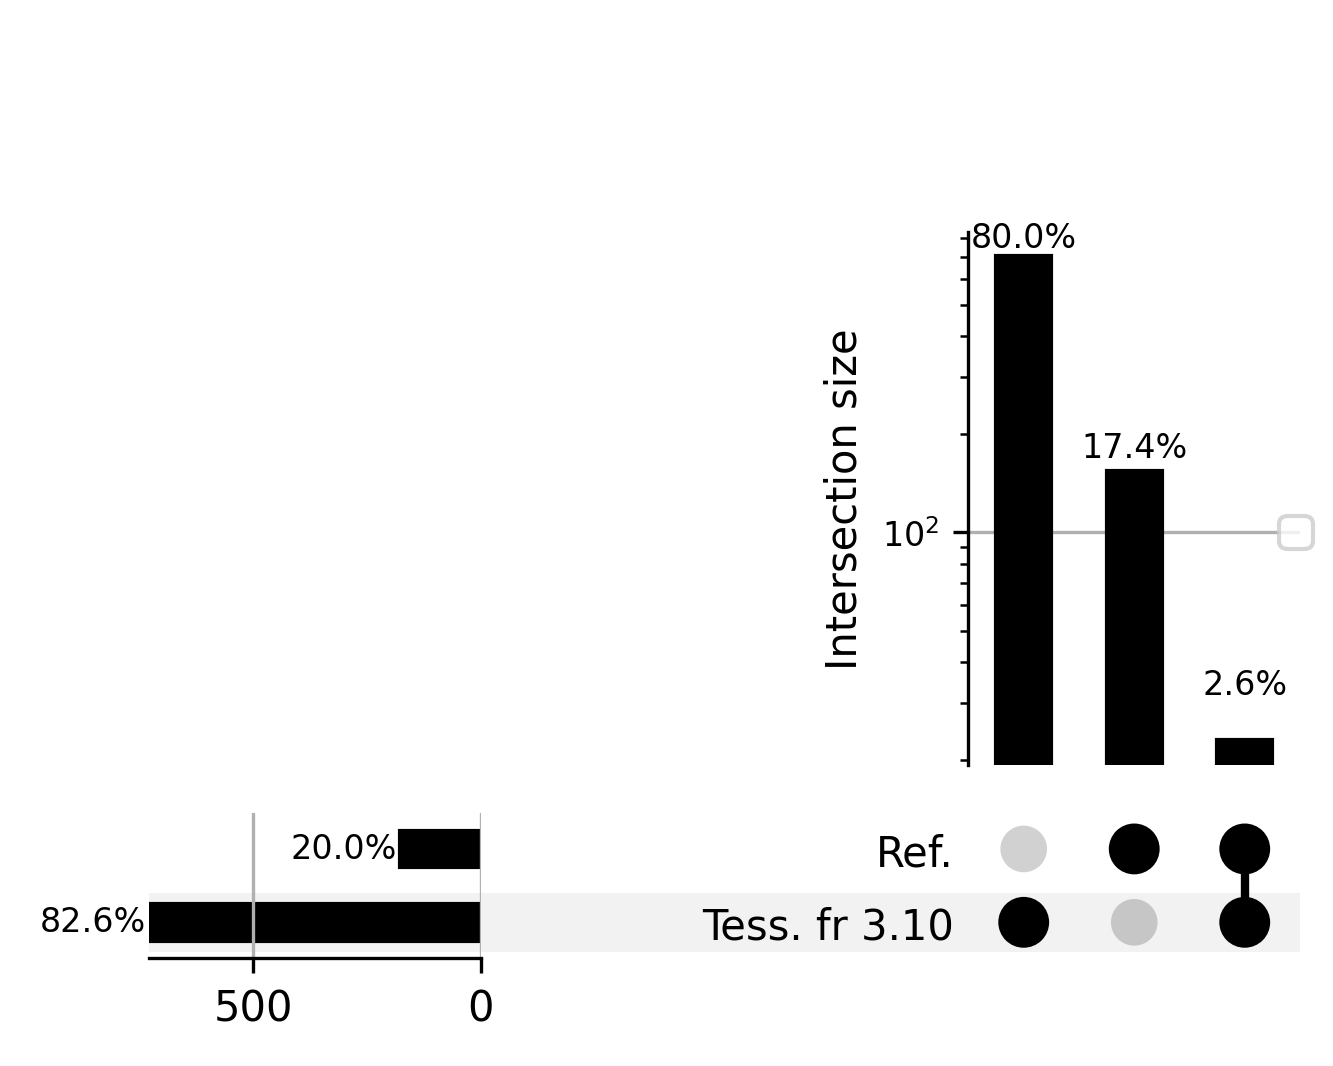 80.0%
17.4%
10²
2.6%
Intersection size
20.0%
Ref.
82.6%
Tess. fr 3.10
500
0